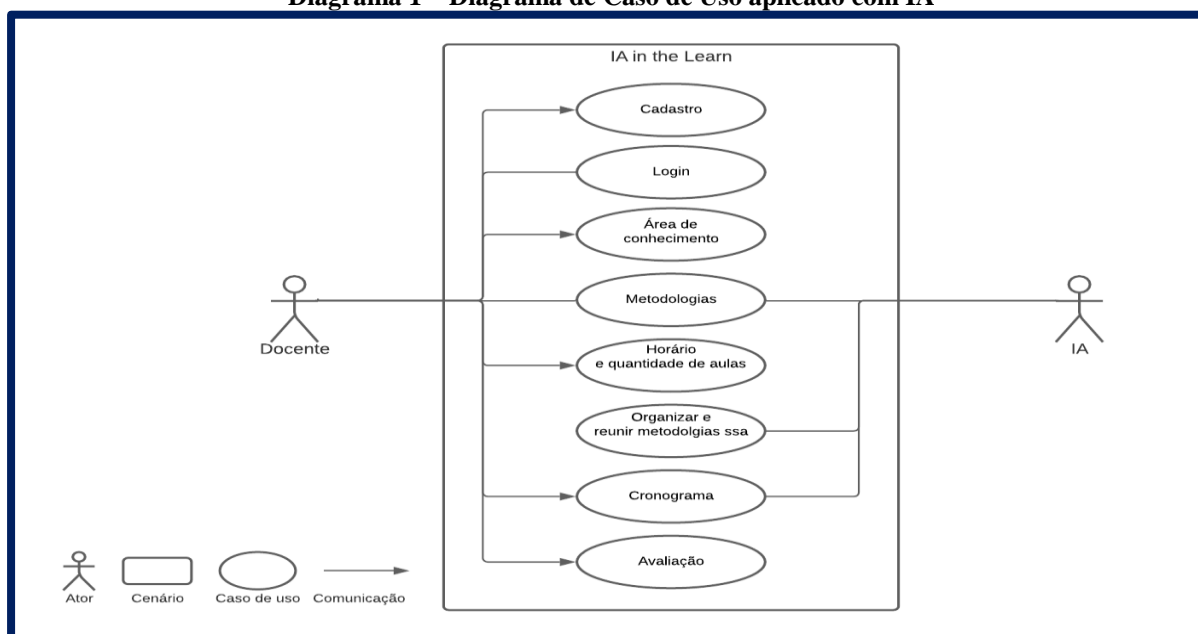 Diagrama 1 – Diagrama de Caso de Uso aplicado com IA
IA in the Learn
Cadastro
Login
Área de
conhecimento
Metodologias
Horário
e quantidade de aulas
Organizar e
reunir metodolgias ssa
Cronograma
Avaliação
Docente
IA
Ator
Cenário
Caso de uso
Comunicação